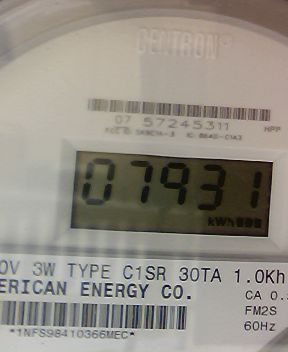 CENTRON®
07 57245311
HPP
07931
kWh
0V 3W TYPE C1SR 30TA 1.0Kh
ERICAN ENERGY CO.
CA 0.
FM2S
60Hz
*1NFS98410366MEC*